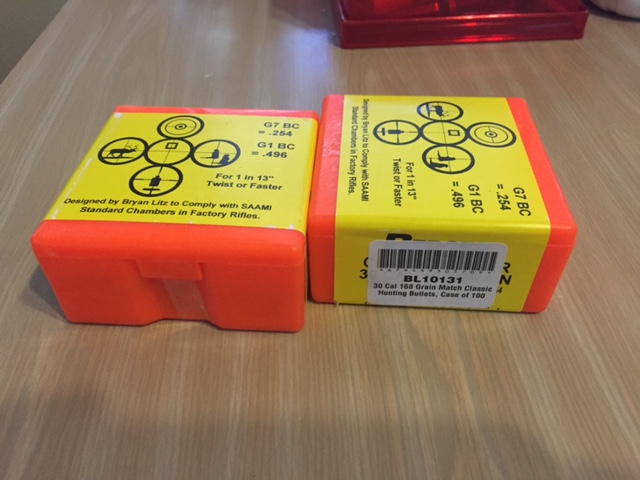 G7 BC
= .254
G1 BC
= .496
For 1 in 13"
Twist or Faster
Designed by Bryan Litz to Comply with SAAMI
Standard Chambers in Factory Rifles.
Designed by Bryan Litz to Comply with SAAMI
Standard Chambers in Factory Rifles.
For 1 in 13"
Twist or Faster
G7 BC
= .254
G1 BC
= .496
BL10131
30 Cal 168 Grain Match Classic
Hunting Bullets, Case of 100